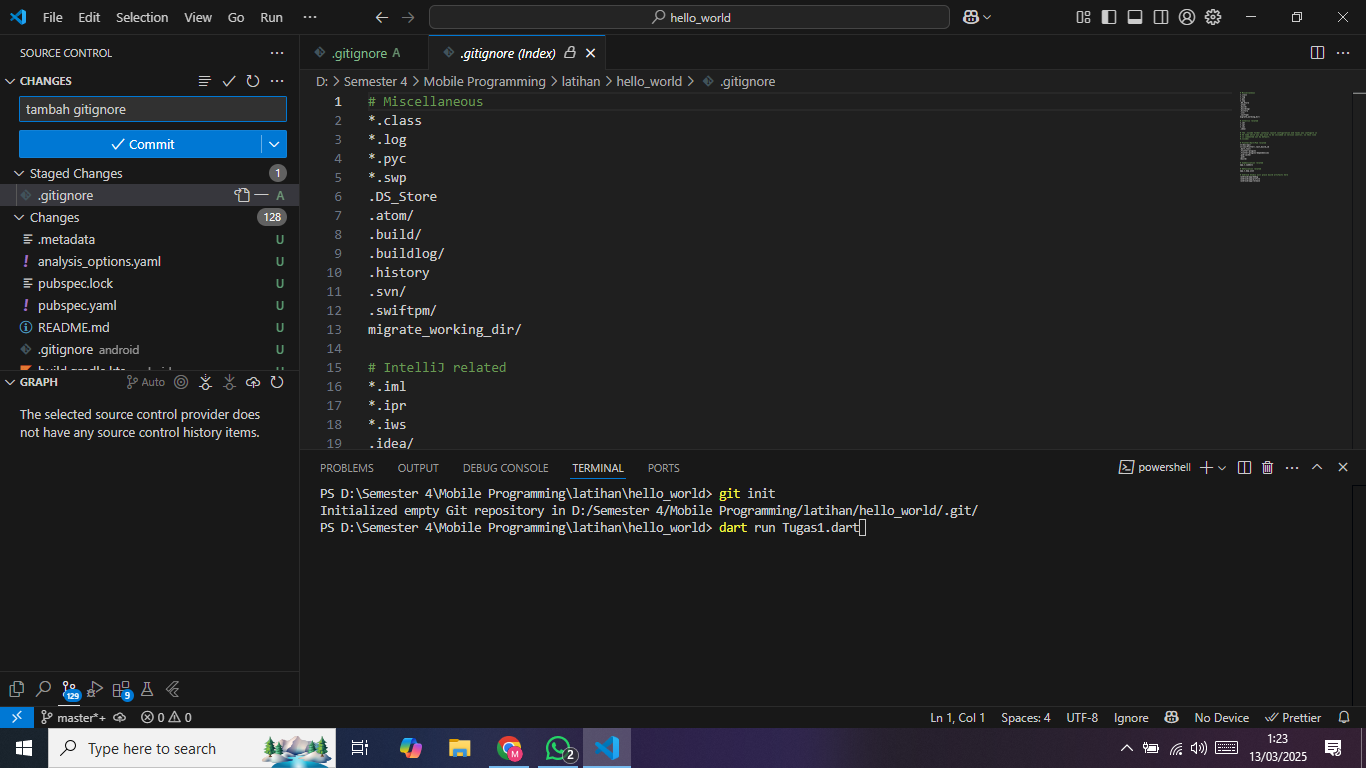 File Edit Selection View Go Run ··· hello_world
SOURCE CONTROL ···
.gitignore A
.gitignore (Index)
CHANGES
D: > Semester 4 > Mobile Programming > latihan > hello_world > .gitignore
tambah gitignore
Commit
Staged Changes 1
.gitignore A
Changes 128
.metadata U
analysis_options.yaml U
pubspec.lock U
pubspec.yaml U
README.md U
.gitignore android U
GRAPH Auto
The selected source control provider does
not have any source control history items.
1 # Miscellaneous
2 *.class
3 *.log
4 *.pyc
5 *.swp
6 .DS_Store
7 .atom/
8 .build/
9 .buildlog/
10 .history
11 .svn/
12 .swiftpm/
13 migrate_working_dir/
14
15 # IntelliJ related
16 *.iml
17 *.ipr
18 *.iws
19 .idea/
PROBLEMS OUTPUT DEBUG CONSOLE TERMINAL PORTS powershell
PS D:\Semester 4\Mobile Programming\latihan\hello_world> git init
Initialized empty Git repository in D:/Semester 4/Mobile Programming/latihan/hello_world/.git/
PS D:\Semester 4\Mobile Programming\latihan\hello_world> dart run Tugas1.dart
129 9
master*+ 0 0 Ln 1, Col 1 Spaces: 4 UTF-8 Ignore No Device Prettier
Type here to search M 2
1:23
13/03/2025